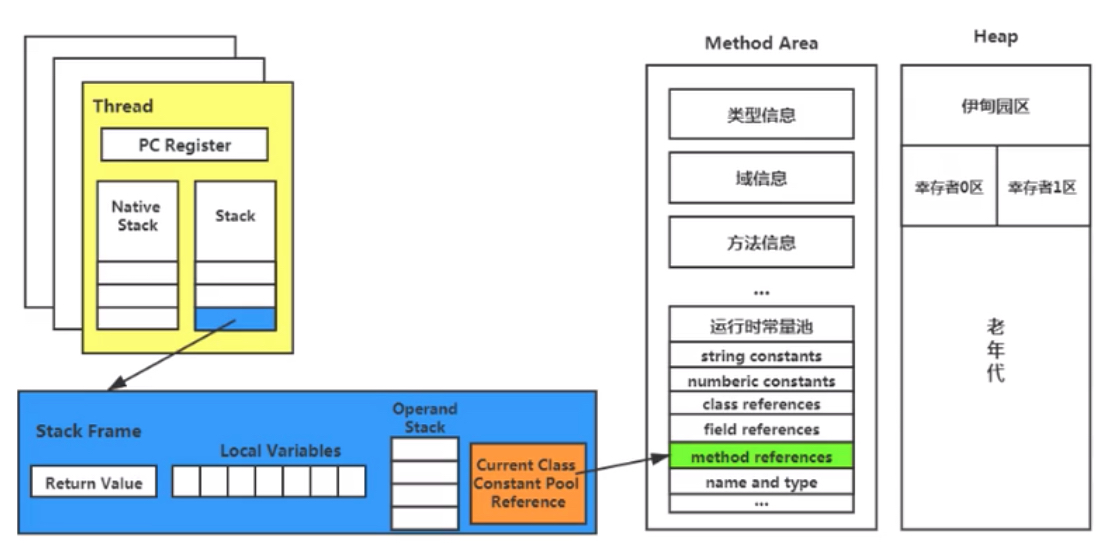 Thread
PC Register
Native
Stack
Stack
Stack Frame
Return Value
Local Variables
Operand
Stack
Current Class
Constant Pool
Reference
Method Area
类型信息
域信息
方法信息
...
运行时常量池
string constants
numberic constants
class references
field references
method references
name and type
...
Heap
伊甸园区
幸存者0区
幸存者1区
老
年
代